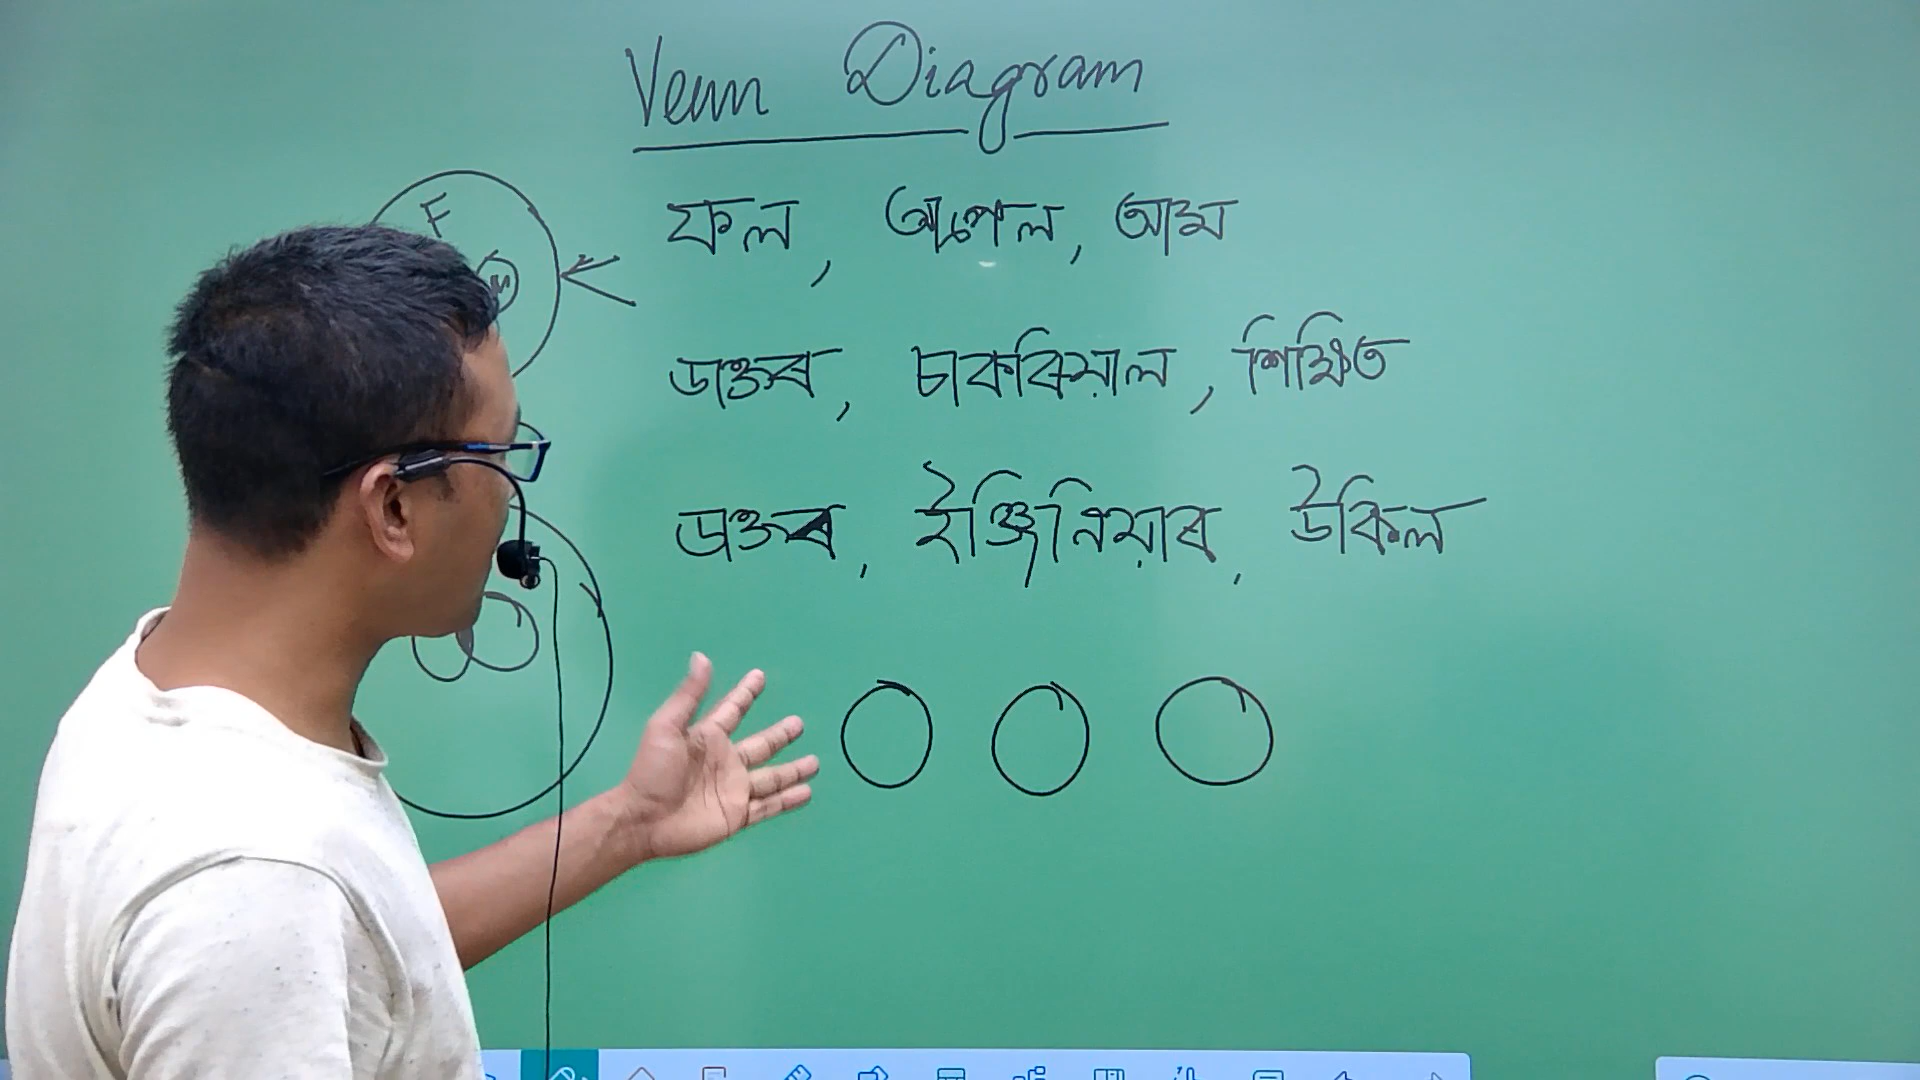 Venn Diagram
F
M
ফল, আপেল, আম
ডাক্তৰ, চাকৰিয়াল, শিক্ষিত
ডাক্তৰ, ইঞ্জিনিয়াৰ, উকিল